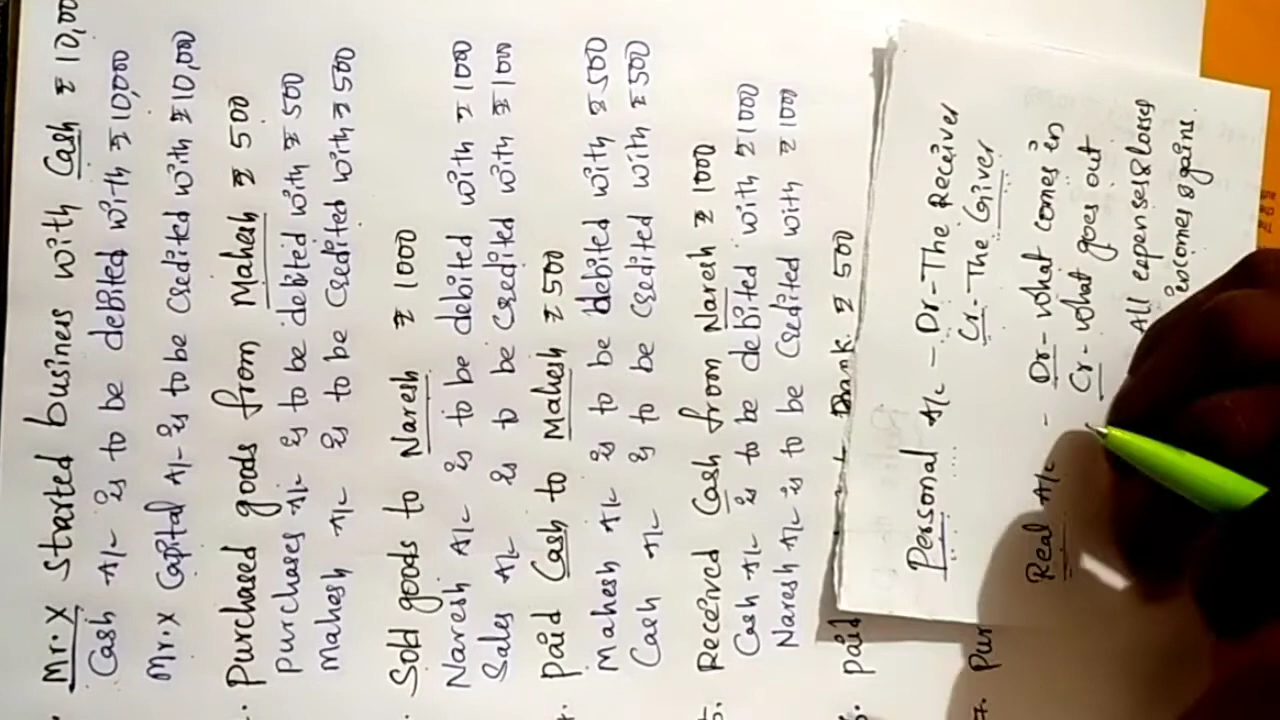 Mr. X started business with Cash ₹ 10,00
Cash A/c is to be debited with ₹10,000
Mr. X Capital A/c is to be Credited with ₹10,000
Purchased goods from Mahesh ₹ 500
Purchases A/c is to be debited with ₹ 500
Mahesh A/c is to be Credited with ₹ 500
Sold goods to Naresh ₹ 1000
Naresh A/c is to be debited with ₹ 1000
Sales A/c is to be Credited with ₹ 1000
Paid Cash to Mahesh ₹ 500
Mahesh A/c is to be debited with ₹500
Cash A/c is to be Credited with ₹500
5. Received Cash from Naresh ₹ 1000
Cash A/c is to be debited with ₹1000
Naresh A/c is to be Credited with ₹ 1000
Paid Bank ₹ 500
7. Pur
Personal A/c - Dr - The Receiver
Cr. - The Giver
Real A/c - Dr - what comes in
Cr - what goes out
All expenses & losses
incomes & gains